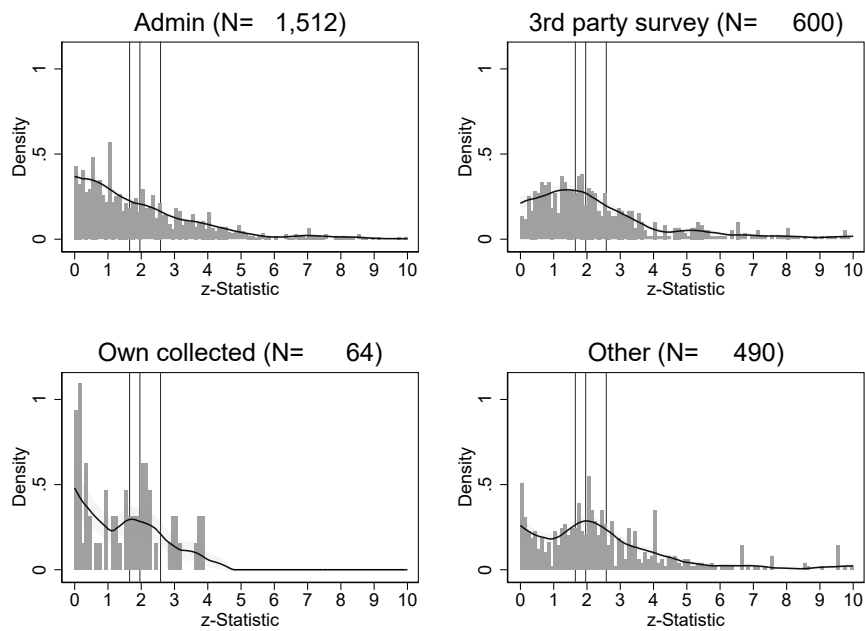 Admin (N= 1,512)
1
.5
0
Density
0 1 2 3 4 5 6 7 8 9 10
z-Statistic
3rd party survey (N= 600)
1
.5
0
Density
0 1 2 3 4 5 6 7 8 9 10
z-Statistic
Own collected (N= 64)
1
.5
0
Density
0 1 2 3 4 5 6 7 8 9 10
z-Statistic
Other (N= 490)
1
.5
0
Density
0 1 2 3 4 5 6 7 8 9 10
z-Statistic